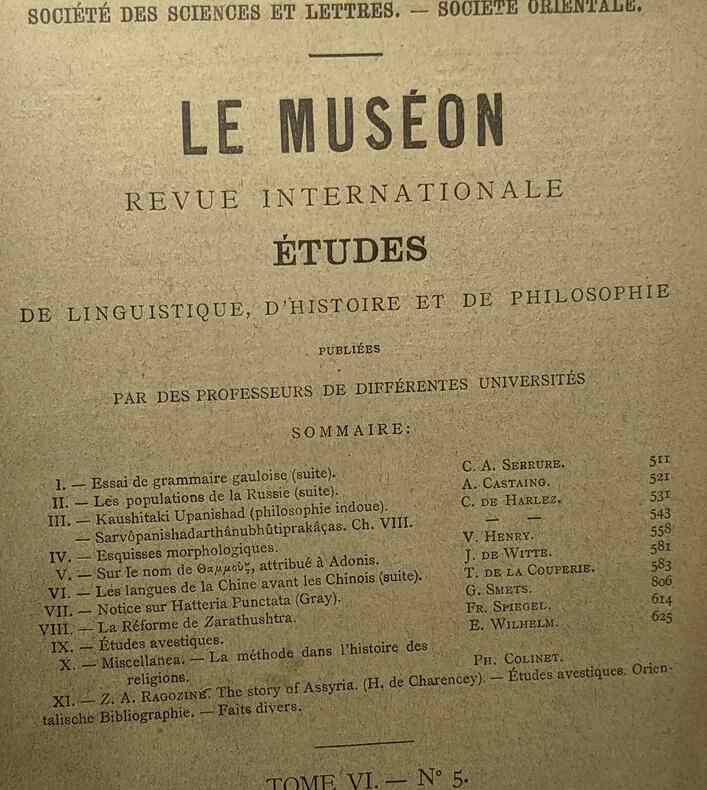 SOCIÉTÉ DES SCIENCES ET LETTRES. — SOCIÉTÉ ORIENTALE.
LE MUSÉON
REVUE INTERNATIONALE
ÉTUDES
DE LINGUISTIQUE, D'HISTOIRE ET DE PHILOSOPHIE
PUBLIÉES
PAR DES PROFESSEURS DE DIFFÉRENTES UNIVERSITÉS
SOMMAIRE:
I. — Essai de grammaire gauloise (suite). C. A. SERRURE. 511
II. — Les populations de la Russie (suite). A. CASTAING. 521
III. — Kaushitaki Upanishad (philosophie indoue). C. DE HARLEZ. 531
— Sarvôpanishadarthânubhûtiprakâças. Ch. VIII. — — 543
IV. — Esquisses morphologiques. V. HENRY. 558
V. — Sur le nom de Θαμμοῦζ, attribué à Adonis. J. DE WITTE. 581
VI. — Les langues de la Chine avant les Chinois (suite). T. DE LA COUPERIE. 583
VII. — Notice sur Hatteria Punctata (Gray). G. SMETS. 806
VIII. — La Réforme de Zarathushtra. FR. SPIEGEL. 614
IX. — Études avestiques. E. WILHELM. 625
X. — Miscellanea. — La méthode dans l'histoire des
religions. PH. COLINET.
XI. — Z. A. RAGOZINE. The story of Assyria. (H. de Charencey). — Études avestiques. Orien-
talische Bibliographie. — Faits divers.
TOME VI. — N° 5.